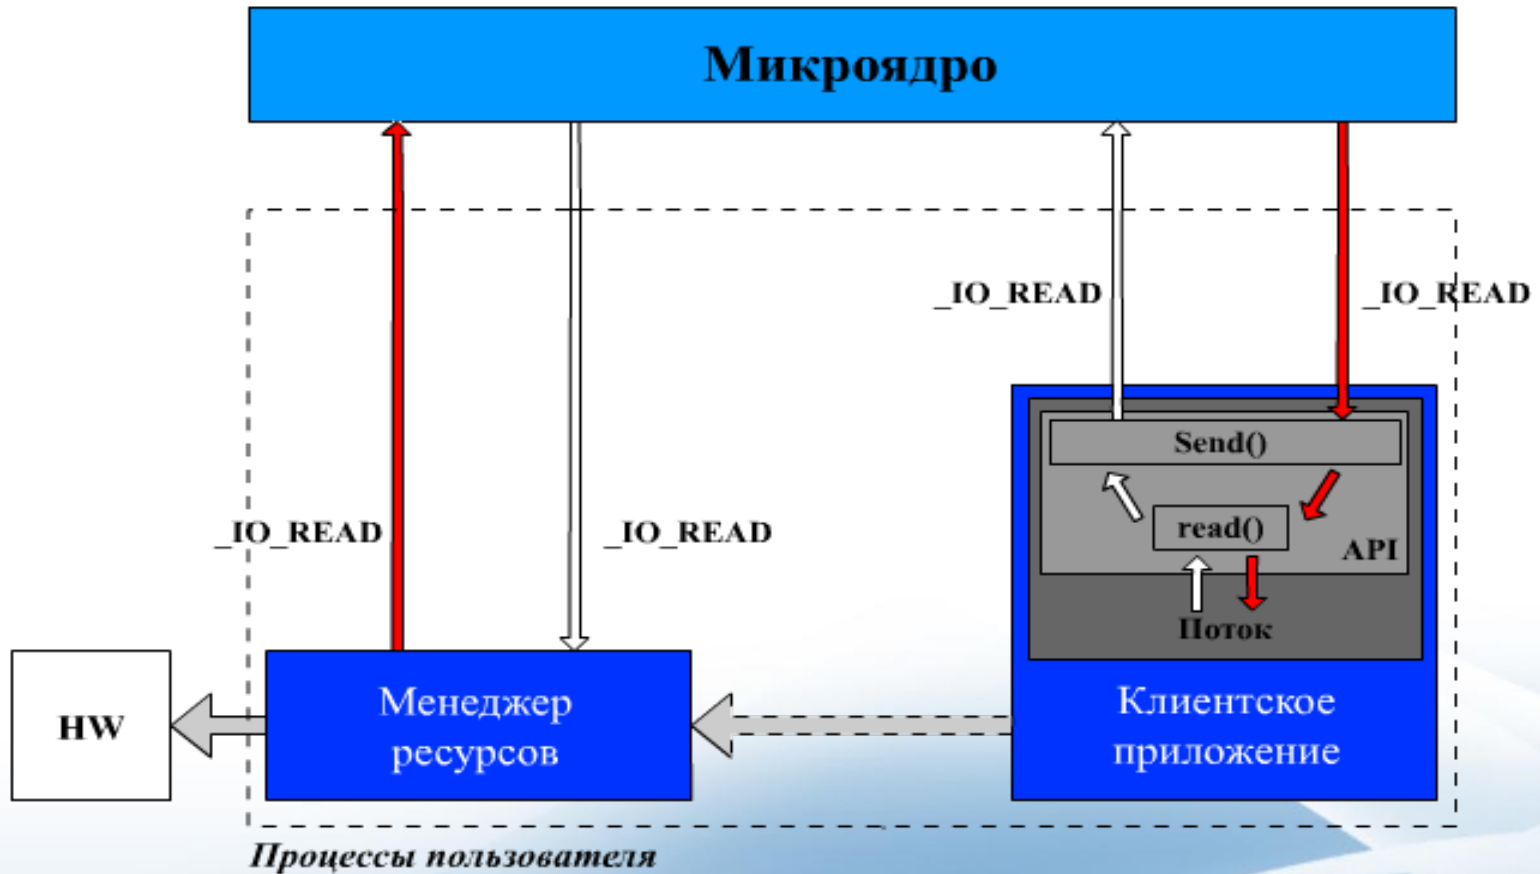 Микроядро
_IO_READ
_IO_READ
Send()
_IO_READ
_IO_READ
read()
API
Поток
HW
Менеджер
ресурсов
Клиентское
приложение
Процессы пользователя